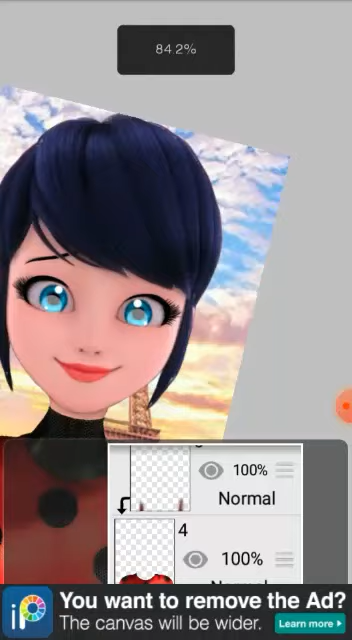 84.2%
100%
Normal
4
100%
You want to remove the Ad?
The canvas will be wider.
Learn more